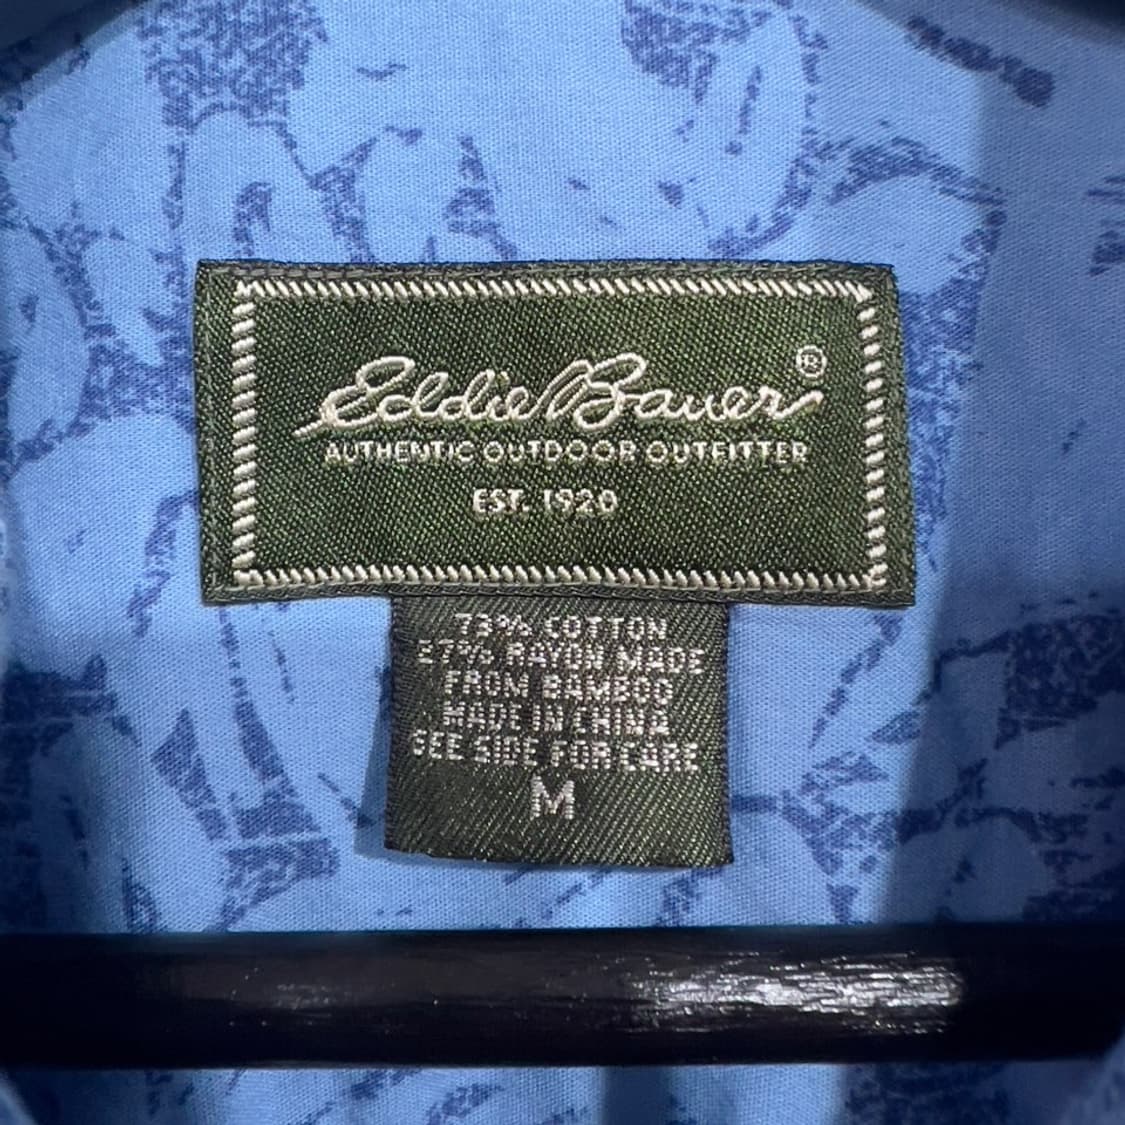 Eddie Bauer®
AUTHENTIC OUTDOOR OUTFITTER
EST. 1920
73% COTTON
27% RAYON MADE
FROM BAMBOO
MADE IN CHINA
SEE SIDE FOR CARE
M